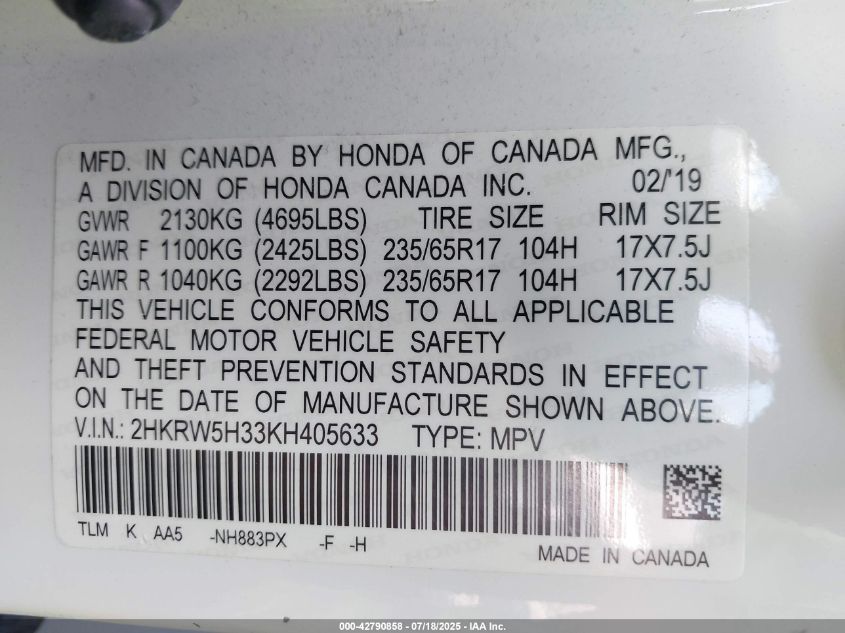 MFD. IN CANADA BY HONDA OF CANADA MFG.,
A DIVISION OF HONDA CANADA INC. 02/'19
GVWR 2130KG (4695LBS) TIRE SIZE RIM SIZE
GAWR F 1100KG (2425LBS) 235/65R17 104H 17X7.5J
GAWR R 1040KG (2292LBS) 235/65R17 104H 17X7.5J
THIS VEHICLE CONFORMS TO ALL APPLICABLE
FEDERAL MOTOR VEHICLE SAFETY
AND THEFT PREVENTION STANDARDS IN EFFECT
ON THE DATE OF MANUFACTURE SHOWN ABOVE.
V.I.N.: 2HKRW5H33KH405633 TYPE: MPV
TLM K AA5 -NH883PX -F -H
MADE IN CANADA
000-42790858 - 07/18/2025 - IAA Inc.